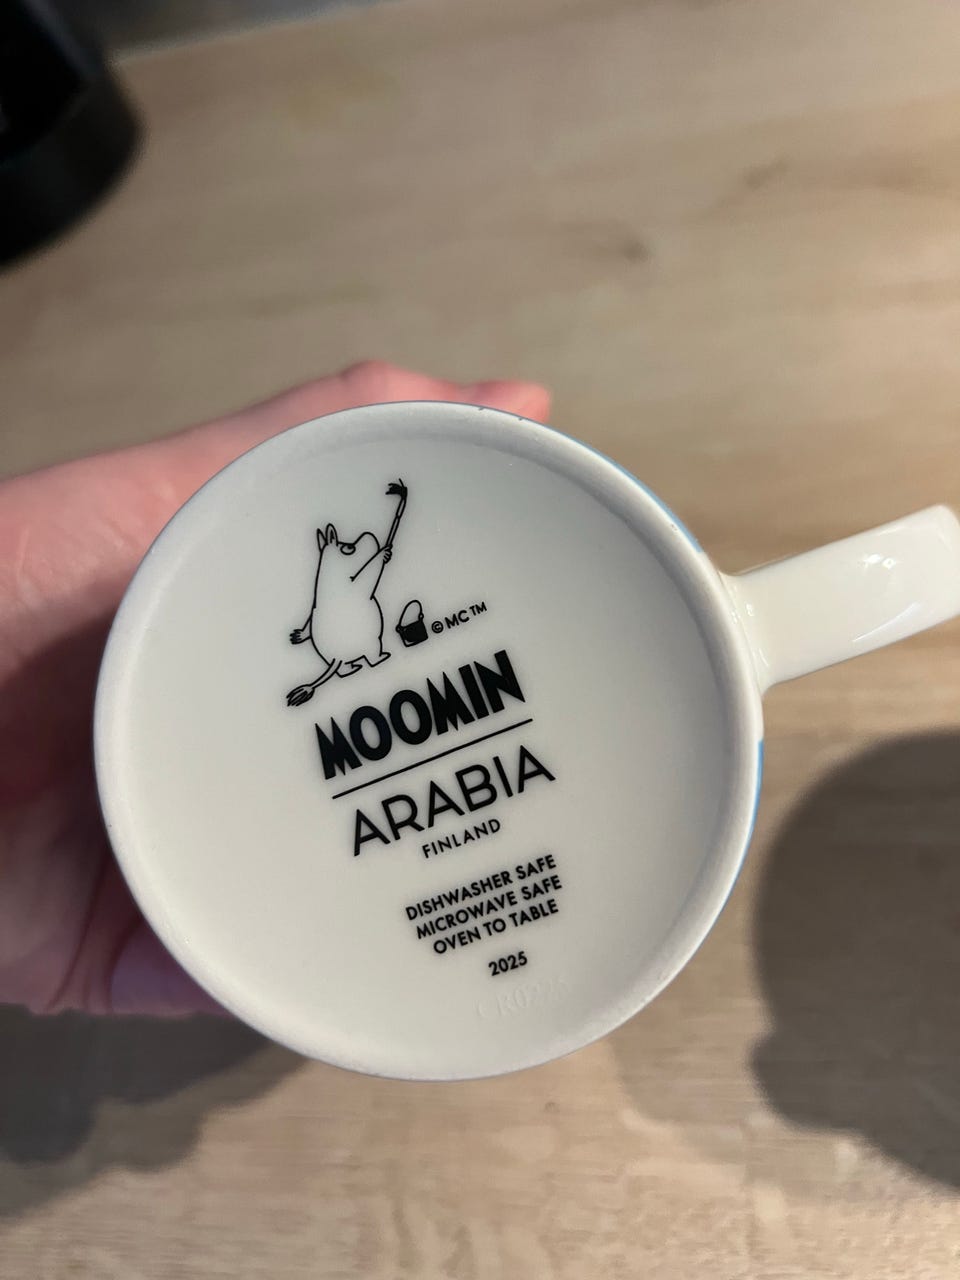 © MC™
MOOMIN
ARABIA
FINLAND
DISHWASHER SAFE
MICROWAVE SAFE
OVEN TO TABLE
2025